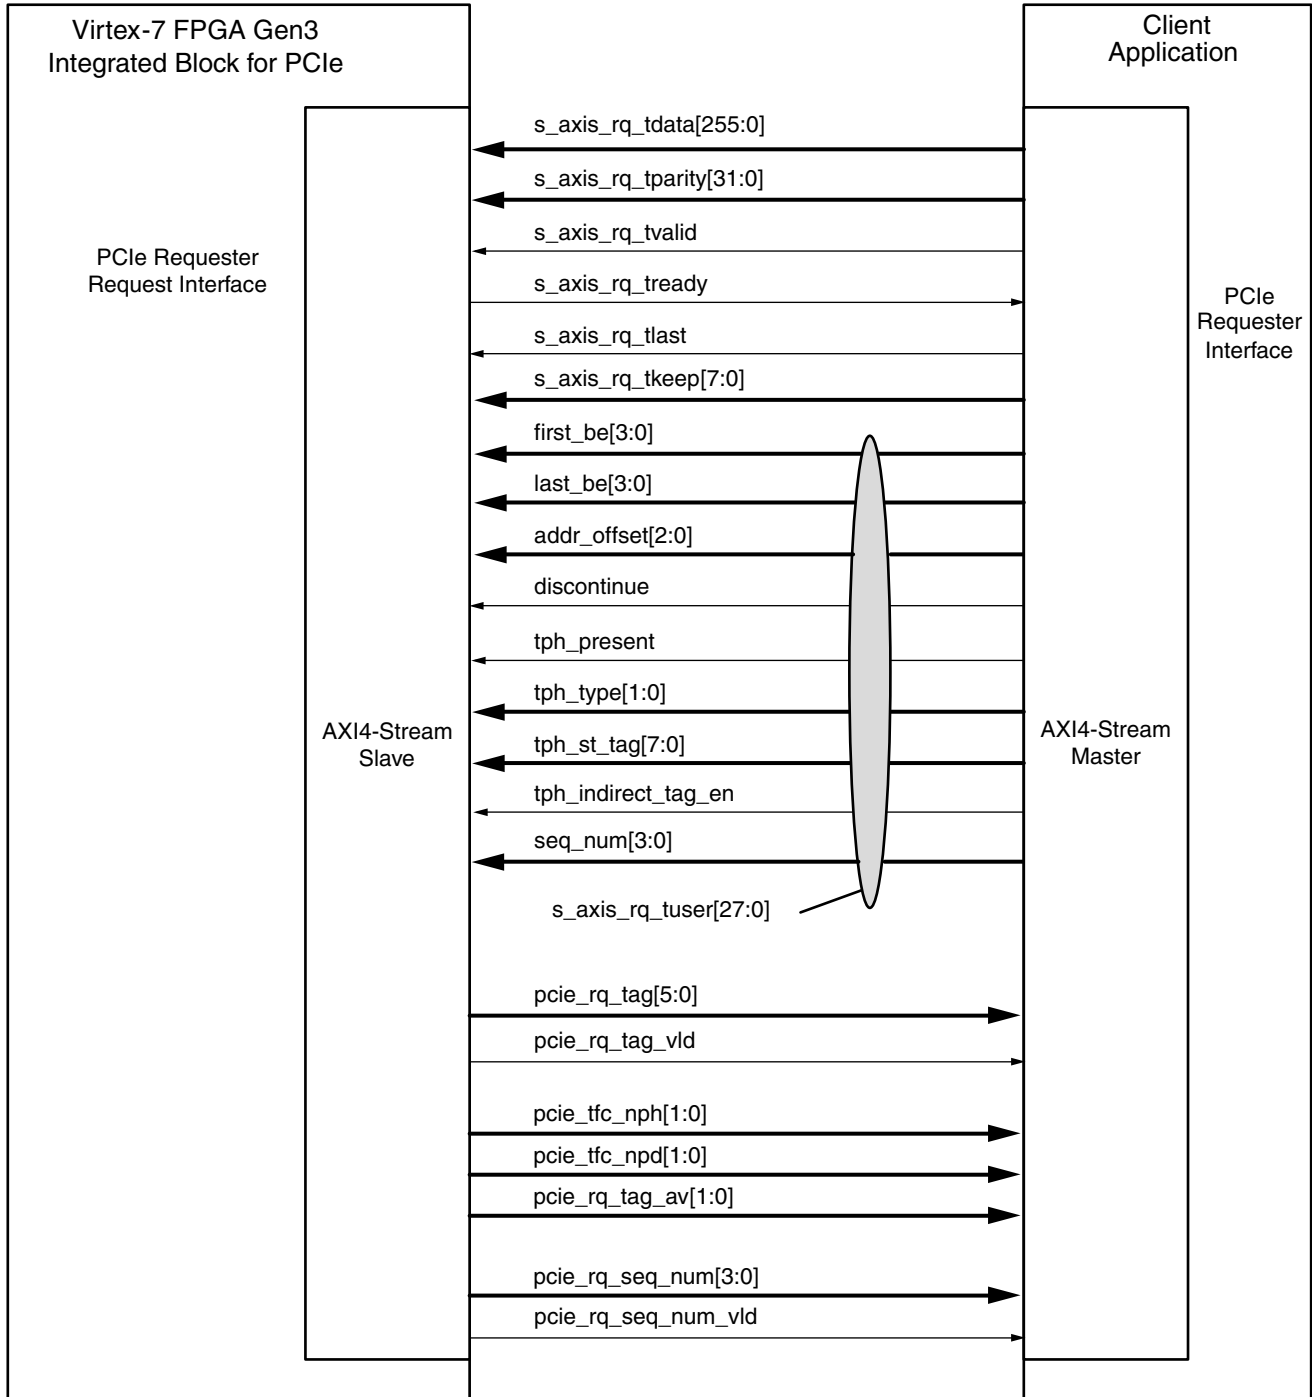 Virtex-7 FPGA Gen3
Integrated Block for PCIe
Client
Application
s_axis_rq_tdata[255:0]
s_axis_rq_tparity[31:0]
s_axis_rq_tvalid
PCIe Requester
Request Interface
s_axis_rq_tready
PCIe
Requester
Interface
s_axis_rq_tlast
s_axis_rq_tkeep[7:0]
first_be[3:0]
last_be[3:0]
addr_offset[2:0]
discontinue
tph_present
tph_type[1:0]
AXI4-Stream
Slave
AXI4-Stream
Master
tph_st_tag[7:0]
tph_indirect_tag_en
seq_num[3:0]
s_axis_rq_tuser[27:0]
pcie_rq_tag[5:0]
pcie_rq_tag_vld
pcie_tfc_nph[1:0]
pcie_tfc_npd[1:0]
pcie_rq_tag_av[1:0]
pcie_rq_seq_num[3:0]
pcie_rq_seq_num_vld